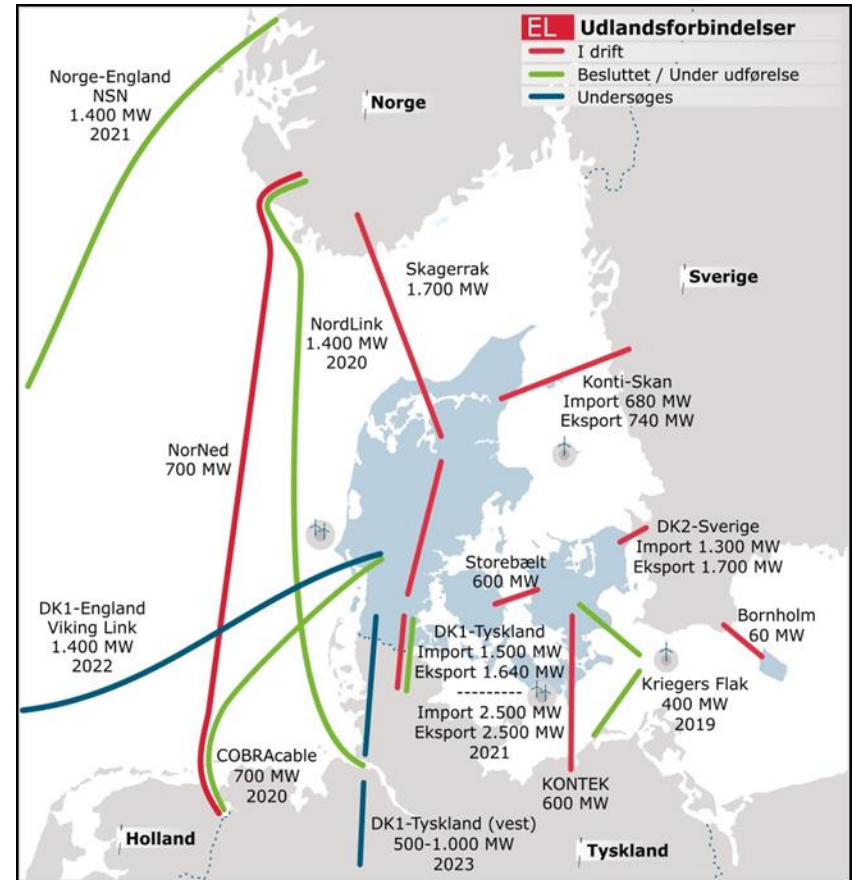 EL Udlandsforbindelser
I drift
Besluttet / Under udførelse
Undersøges
Norge-England
NSN
1.400 MW
2021
Norge
Sverige
Skagerrak
1.700 MW
NordLink
1.400 MW
2020
Konti-Skan
Import 680 MW
Eksport 740 MW
NorNed
700 MW
DK2-Sverige
Import 1.300 MW
Eksport 1.700 MW
Storebælt
600 MW
DK1-England
Viking Link
1.400 MW
2022
DK1-Tyskland
Import 1.500 MW
Eksport 1.640 MW
---------
Import 2.500 MW
Eksport 2.500 MW
2021
Bornholm
60 MW
Kriegers Flak
400 MW
2019
COBRAcable
700 MW
2020
KONTEK
600 MW
DK1-Tyskland (vest)
500-1.000 MW
2023
Holland
Tyskland